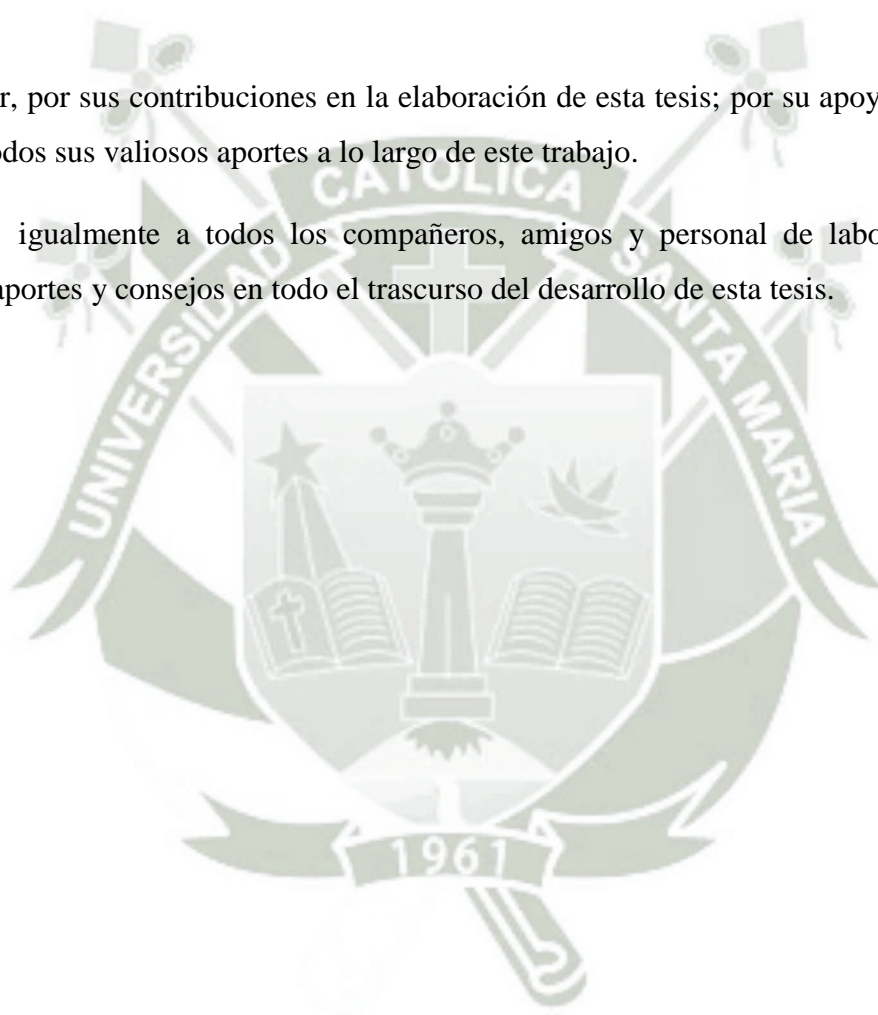 r, por sus contribuciones en la elaboración de esta tesis; por su apoy
odos sus valiosos aportes a lo largo de este trabajo.
igualmente a todos los compañeros, amigos y personal de labo
aportes y consejos en todo el trascurso del desarrollo de esta tesis.
UNIVERSIDAD CATOLICA SANTA MARIA
1961